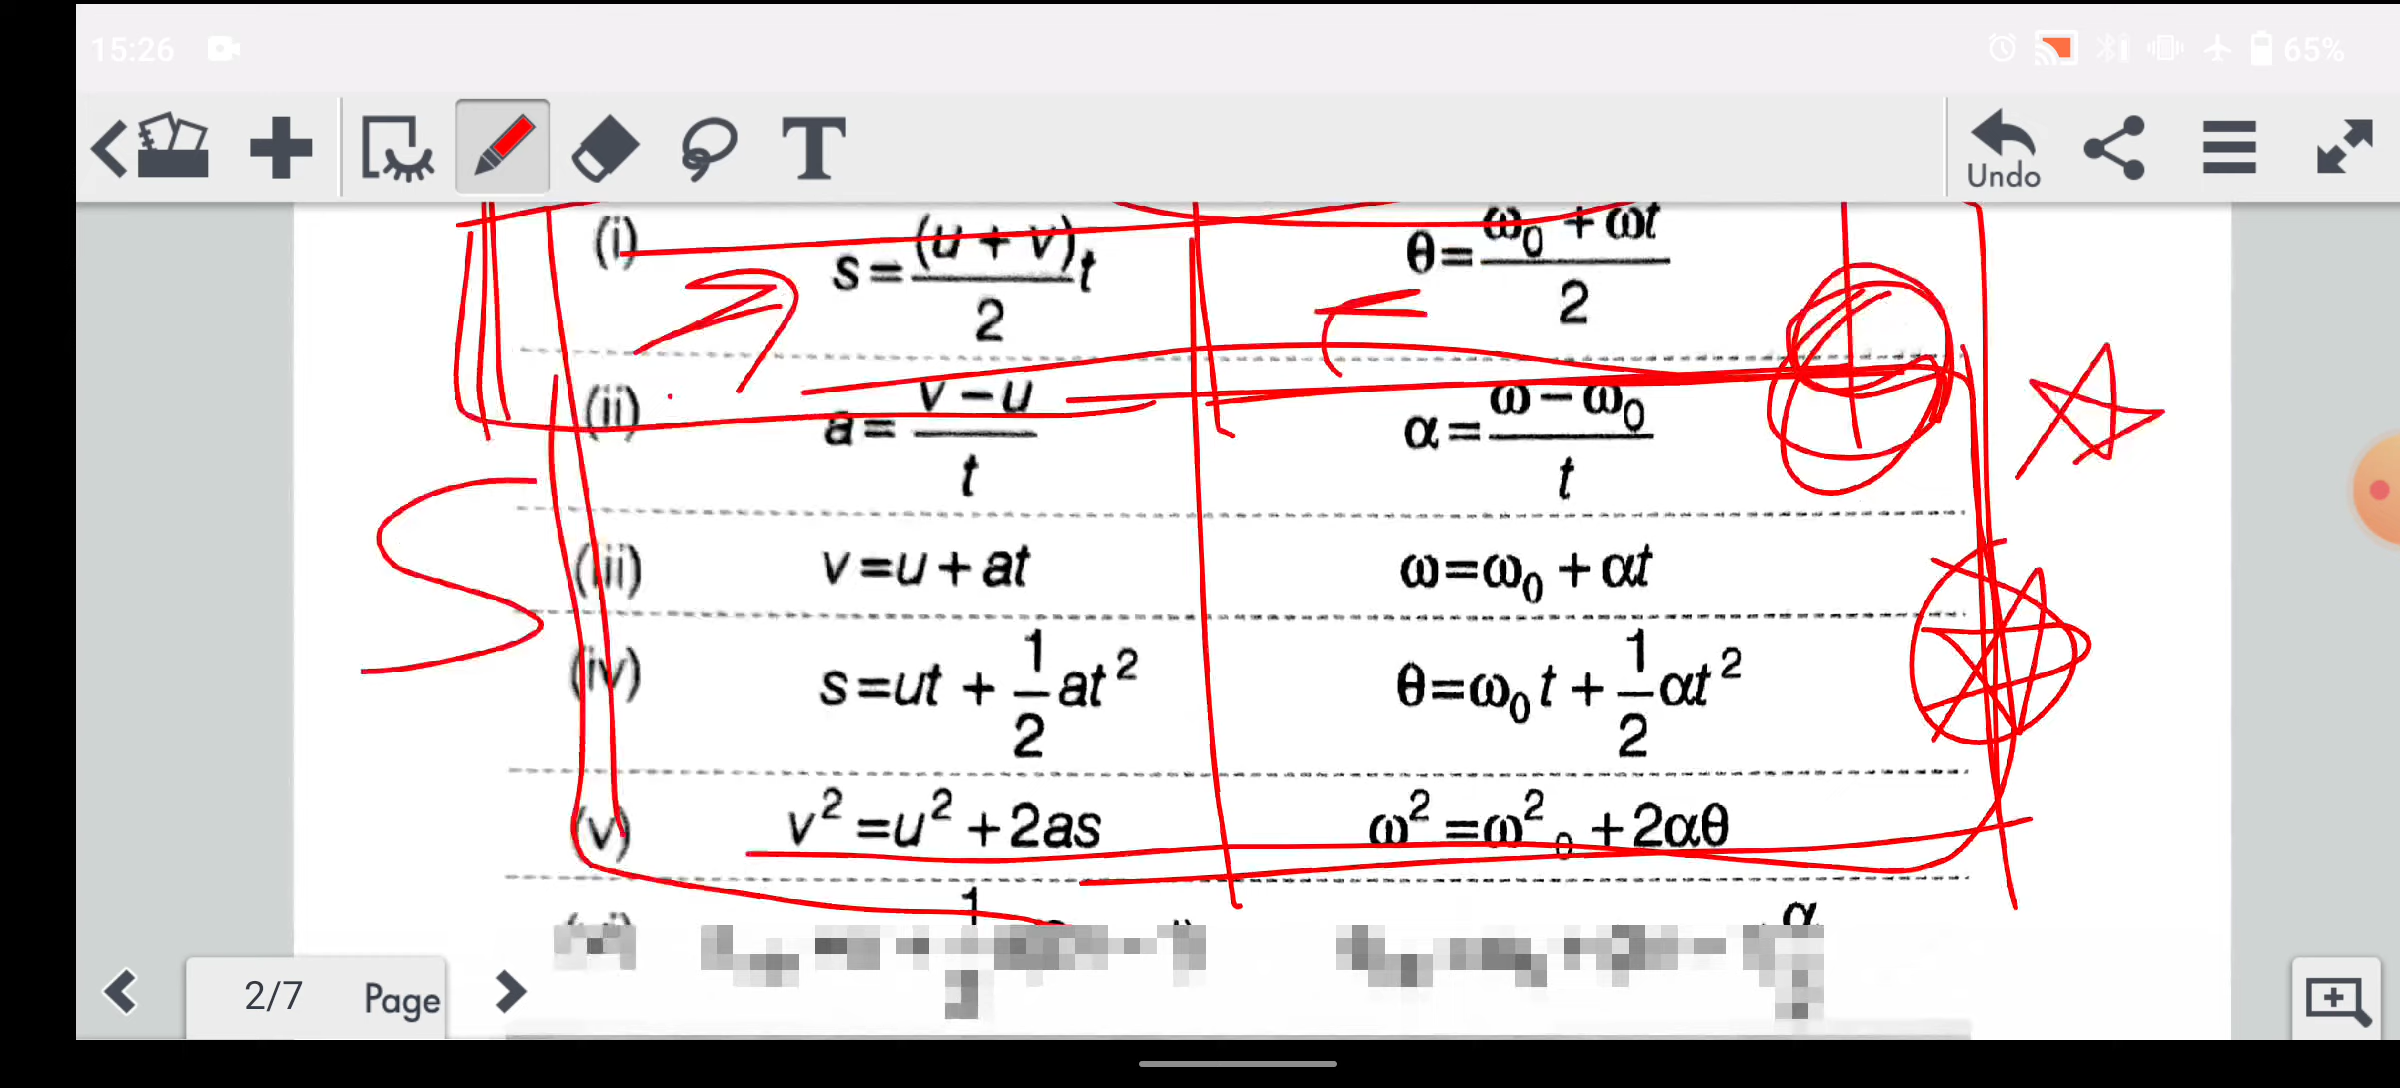 15:26 65%
Undo
(i) s = (u + v)t / 2 θ = ω₀ + ωt / 2
(ii) a = v − u / t α = ω − ω₀ / t
(iii) v = u + at ω = ω₀ + αt
(iv) s = ut + 1/2 at² θ = ω₀t + 1/2 αt²
(v) v² = u² + 2as ω² = ω²₀ + 2αθ
2/7 Page